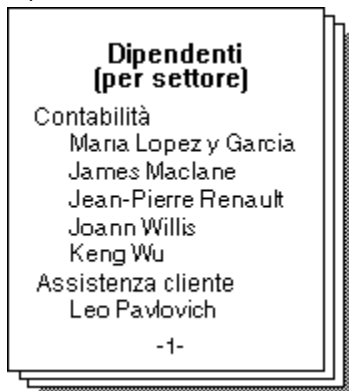 Dipendenti
(per settore)
Contabilità
Maria Lopez y Garcia
James Maclane
Jean-Pierre Renault
Joann Willis
Keng Wu
Assistenza cliente
Leo Pavlovich
-1-